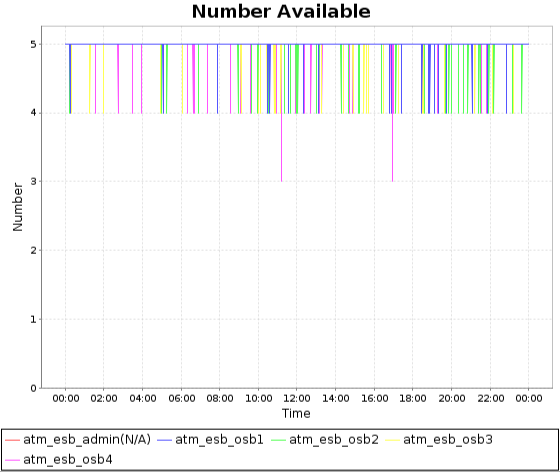 Number Available
5
4
3
2
1
0
Number
00:00 02:00 04:00 06:00 08:00 10:00 12:00 14:00 16:00 18:00 20:00 22:00 00:00
Time
atm_esb_admin(N/A) atm_esb_osb1 atm_esb_osb2 atm_esb_osb3
atm_esb_osb4